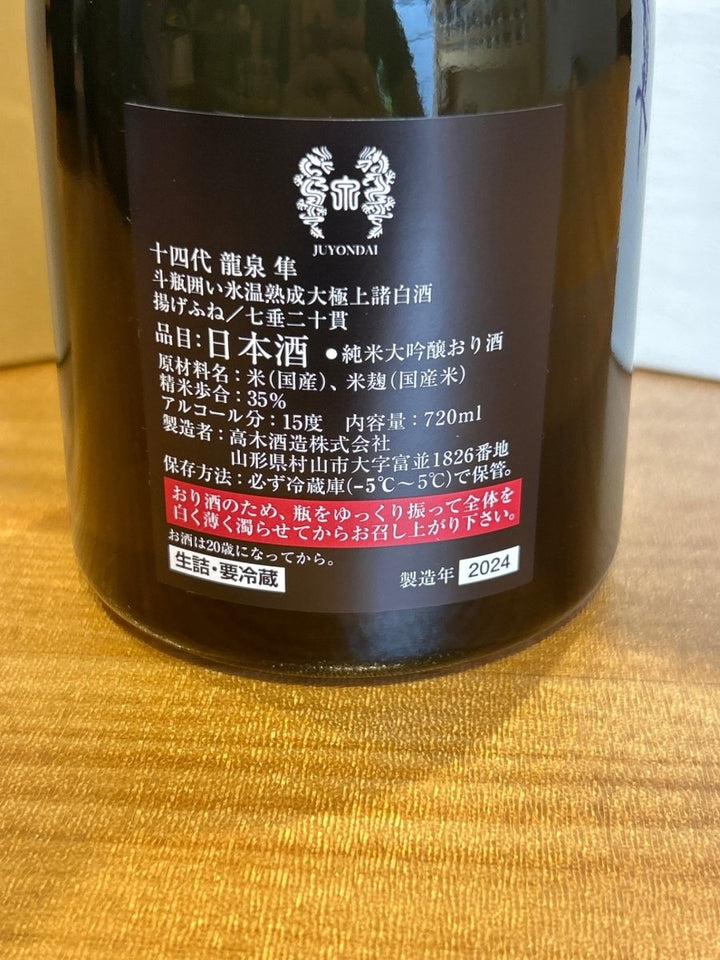 JUYONDAI
十四代 龍泉 隼
斗瓶囲い氷温熟成大極上諸白酒
揚げふね/七垂二十貫
品目:日本酒 ●純米大吟醸おり酒
原材料名:米(国産)、米麹(国産米)
精米歩合:35%
アルコール分:15度 内容量:720ml
製造者:高木酒造株式会社
山形県村山市大字富並1826番地
保存方法:必ず冷蔵庫(-5℃~5℃)で保管。
おり酒のため、瓶をゆっくり振って全体を
白く薄く濁らせてからお召し上がり下さい。
お酒は20歳になってから。
生詰・要冷蔵 製造年 2024